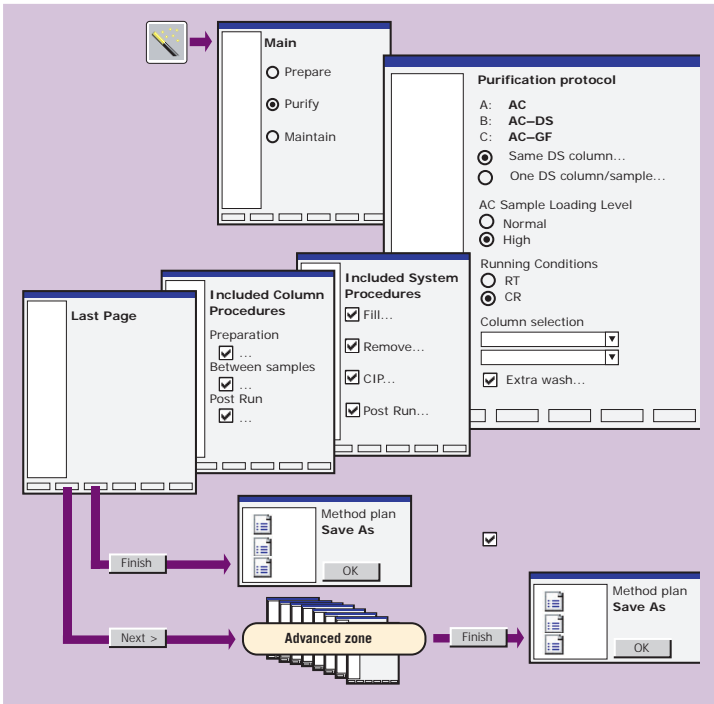 Main
Prepare
Purify
Maintain
Purification protocol
A: AC
B: AC–DS
C: AC–GF
Same DS column...
One DS column/sample...
AC Sample Loading Level
Normal
High
Running Conditions
RT
CR
Column selection
Extra wash...
Included System
Procedures
Fill...
Remove...
CIP...
Post Run...
Included Column
Procedures
Preparation
...
Between samples
...
Post Run
...
Last Page
Finish
Method plan
Save As
OK
Next >
Advanced zone
Finish
Method plan
Save As
OK